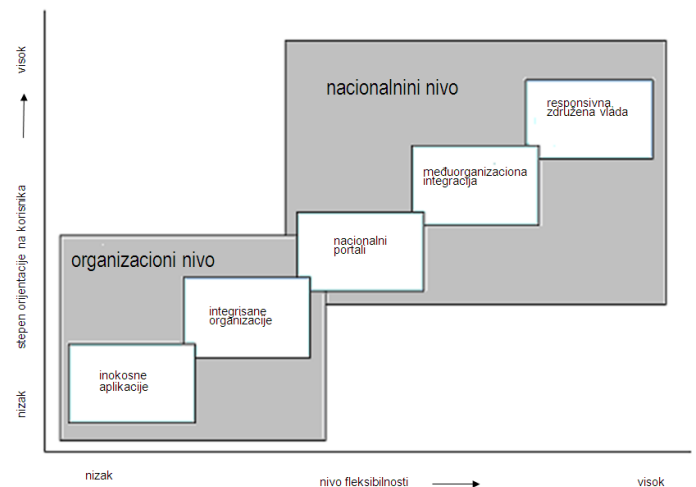 visok
nacionalnini nivo
responsivna,
združena vlada
međuorganizaciona
integracija
stepen orijentacije na korisnika
nacionalni
portali
organizacioni nivo
integrisane
organizacije
inokosne
aplikacije
nizak
nizak
nivo fleksibilnosti
visok